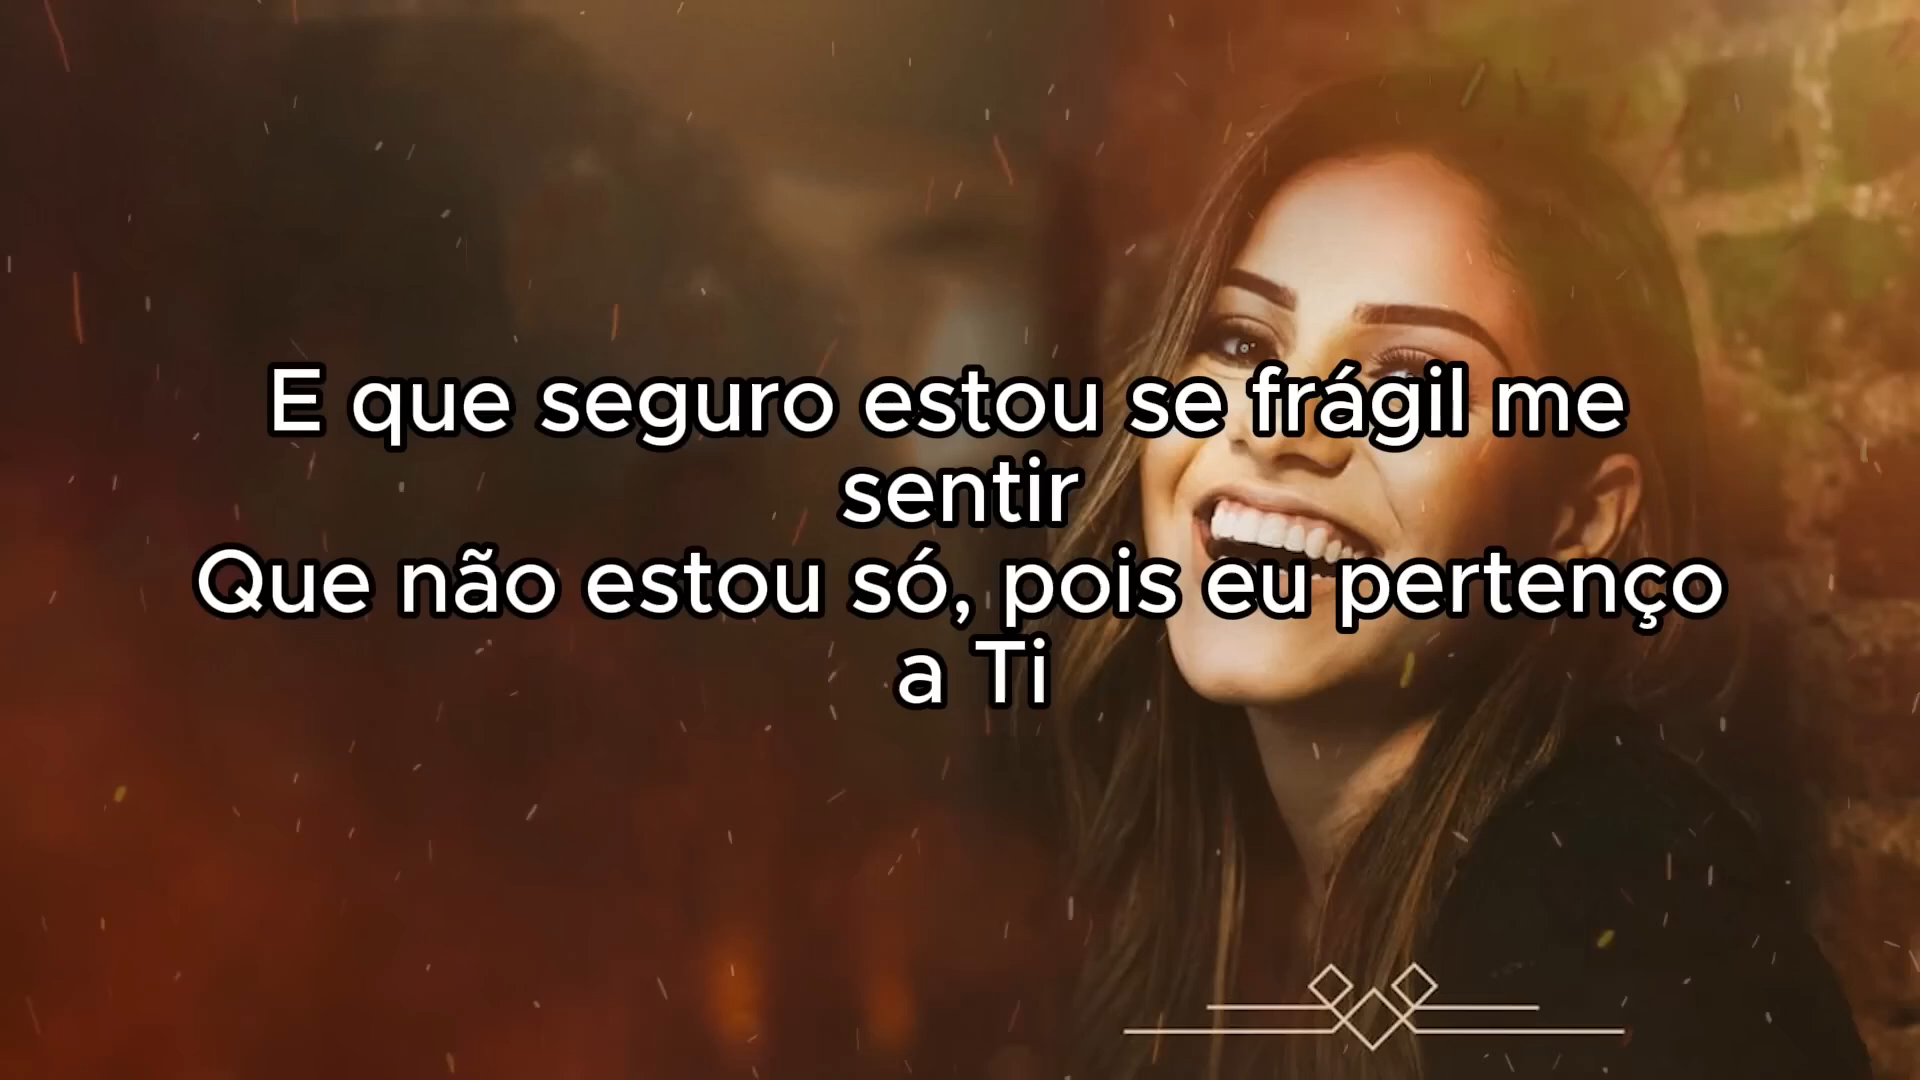 E que seguro estou se frágil me
sentir
Que não estou só, pois eu pertenço
a Ti